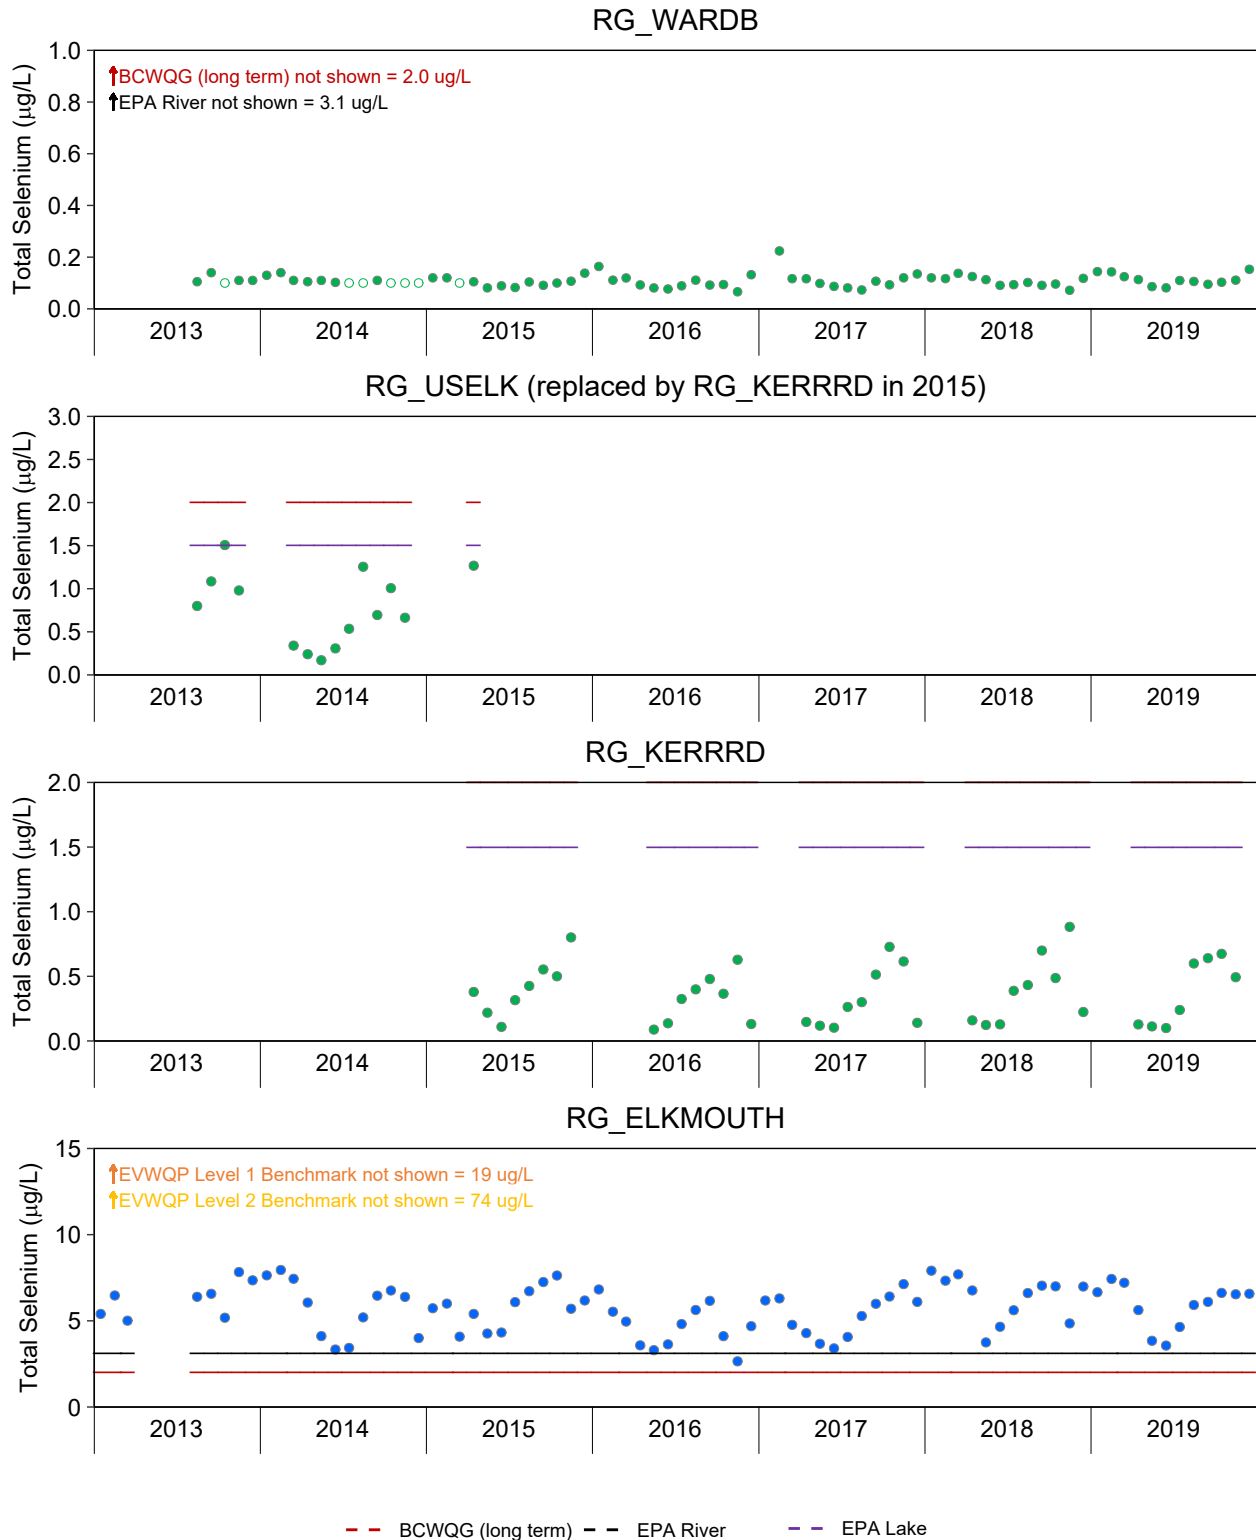 RG_WARDB
Total Selenium (µg/L)
1.0
0.8
0.6
0.4
0.2
0.0
BCWQG (long term) not shown = 2.0 ug/L
EPA River not shown = 3.1 ug/L
2013 2014 2015 2016 2017 2018 2019
RG_USELK (replaced by RG_KERRRD in 2015)
Total Selenium (µg/L)
3.0
2.5
2.0
1.5
1.0
0.5
0.0
2013 2014 2015 2016 2017 2018 2019
RG_KERRRD
Total Selenium (µg/L)
2.0
1.5
1.0
0.5
0.0
2013 2014 2015 2016 2017 2018 2019
RG_ELKMOUTH
Total Selenium (µg/L)
15
10
5
0
EVWQP Level 1 Benchmark not shown = 19 ug/L
EVWQP Level 2 Benchmark not shown = 74 ug/L
2013 2014 2015 2016 2017 2018 2019
BCWQG (long term) EPA River EPA Lake